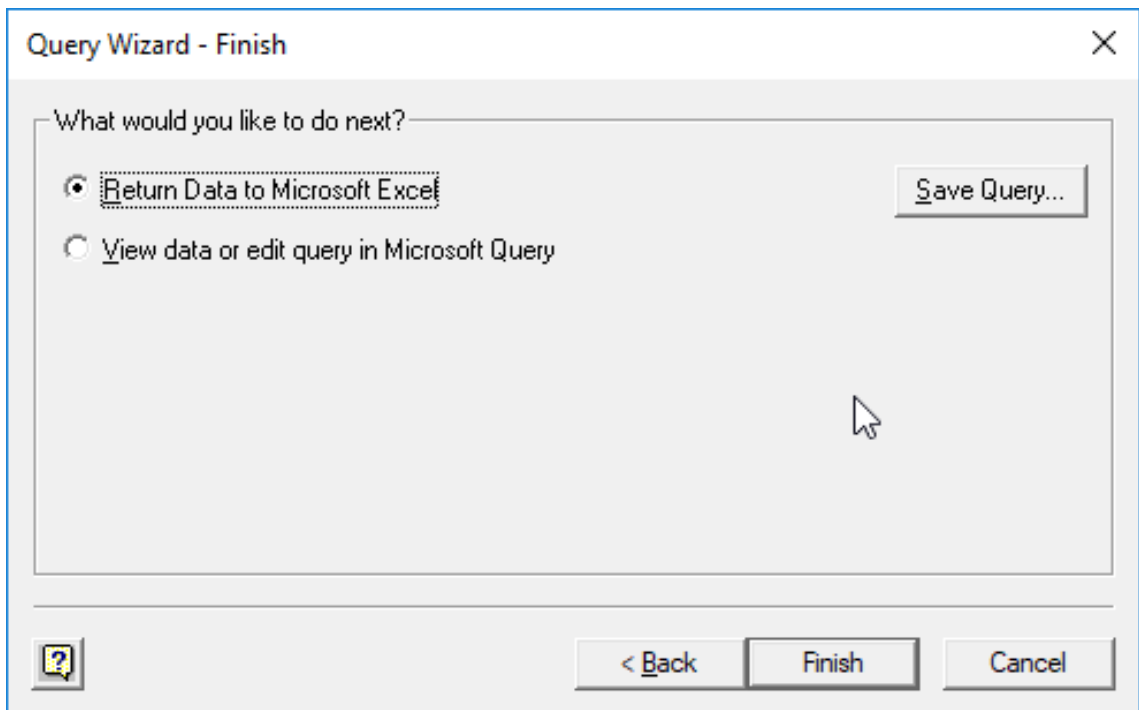 Query Wizard - Finish
What would you like to do next?
Return Data to Microsoft Excel
Save Query...
View data or edit query in Microsoft Query
?
< Back
Finish
Cancel